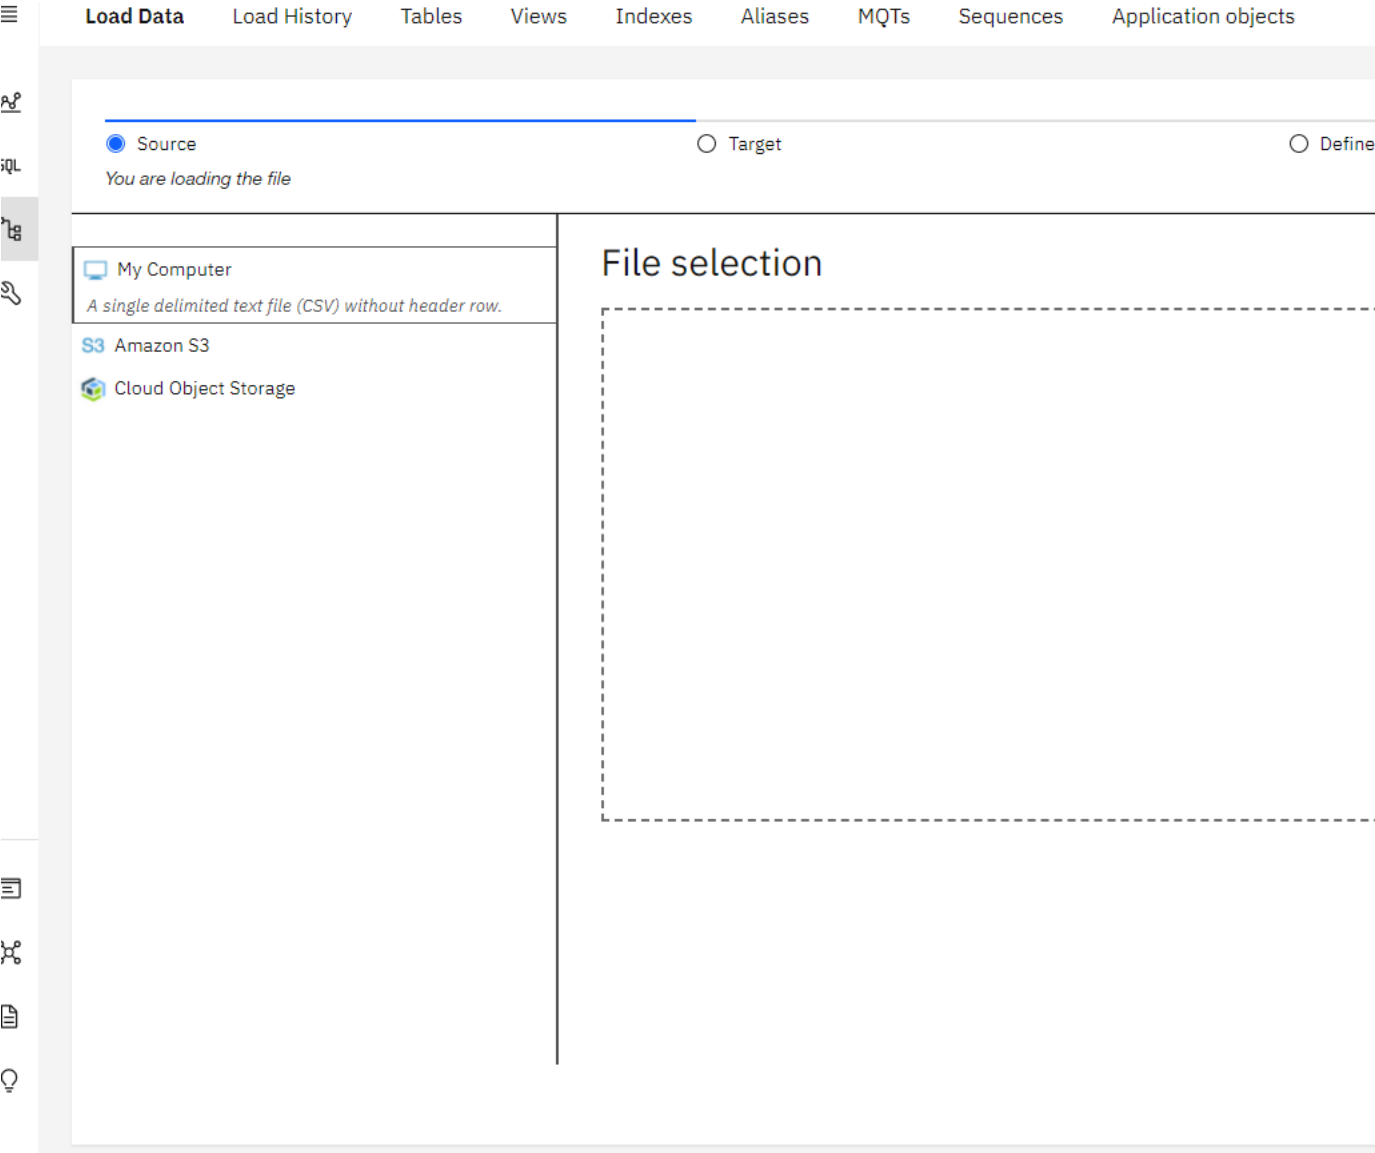 Load Data Load History Tables Views Indexes Aliases MQTs Sequences Application objects
Source Target Define
You are loading the file
SQL
My Computer
A single delimited text file (CSV) without header row.
S3 Amazon S3
Cloud Object Storage
File selection